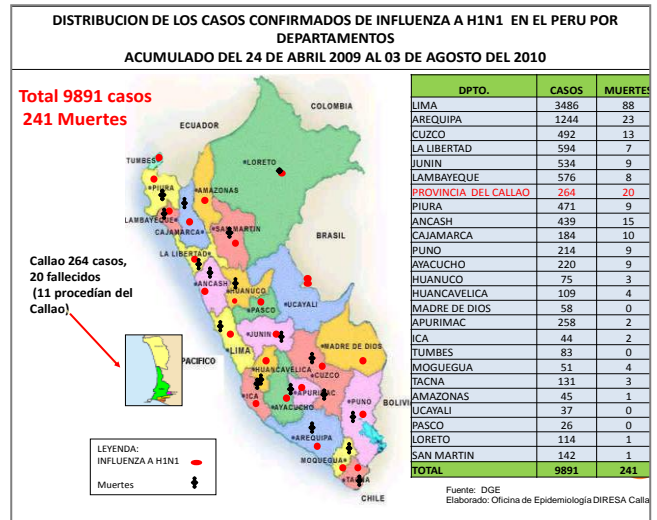 DISTRIBUCION DE LOS CASOS CONFIRMADOS DE INFLUENZA A H1N1 EN EL PERU POR
DEPARTAMENTOS
ACUMULADO DEL 24 DE ABRIL 2009 AL 03 DE AGOSTO DEL 2010
Total 9891 casos
241 Muertes
COLOMBIA
ECUADOR
TUMBES
LORETO
PIURA
AMAZONAS
LAMBAYEQUE
CAJAMARCA
SAN MARTIN
BRASIL
LA LIBERTAD
ANCASH
HUANUCO
UCAYALI
PASCO
JUNIN
LIMA
MADRE DE DIOS
PACIFICO
HUANCAVELICA
CUZCO
ICA
APURIMAC
AYACUCHO
PUNO
BOLIVI
AREQUIPA
MOQUEGUA
TACNA
CHILE
Callao 264 casos,
20 fallecidos
(11 procedían del
Callao)
LEYENDA:
INFLUENZA A H1N1
Muertes
DPTO. CASOS MUERTES
LIMA 3486 88
AREQUIPA 1244 23
CUZCO 492 13
LA LIBERTAD 594 7
JUNIN 534 9
LAMBAYEQUE 576 8
PROVINCIA DEL CALLAO 264 20
PIURA 471 9
ANCASH 439 15
CAJAMARCA 184 10
PUNO 214 9
AYACUCHO 220 9
HUANUCO 75 3
HUANCAVELICA 109 4
MADRE DE DIOS 58 0
APURIMAC 258 2
ICA 44 2
TUMBES 83 0
MOGUEGUA 51 4
TACNA 131 3
AMAZONAS 45 1
UCAYALI 37 0
PASCO 26 0
LORETO 114 1
SAN MARTIN 142 1
TOTAL 9891 241
Fuente: DGE
Elaborado: Oficina de Epidemiología DIRESA Calla